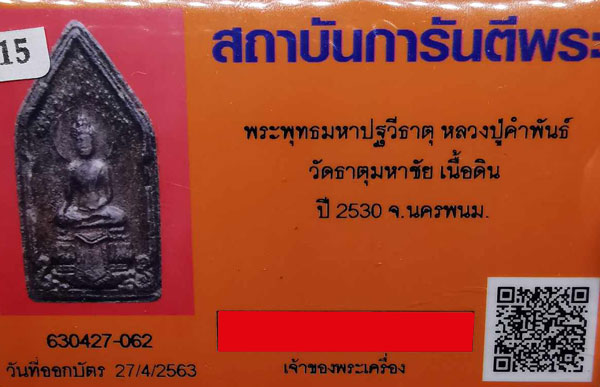 15
สถาบันการันตีพระ
พระพุทธมหาปฐวีธาตุ หลวงปู่คำพันธ์
วัดธาตุมหาชัย เนื้อดิน
ปี 2530 จ.นครพนม.
630427-062
วันที่ออกบัตร 27/4/2563
เจ้าของพระเครื่อง